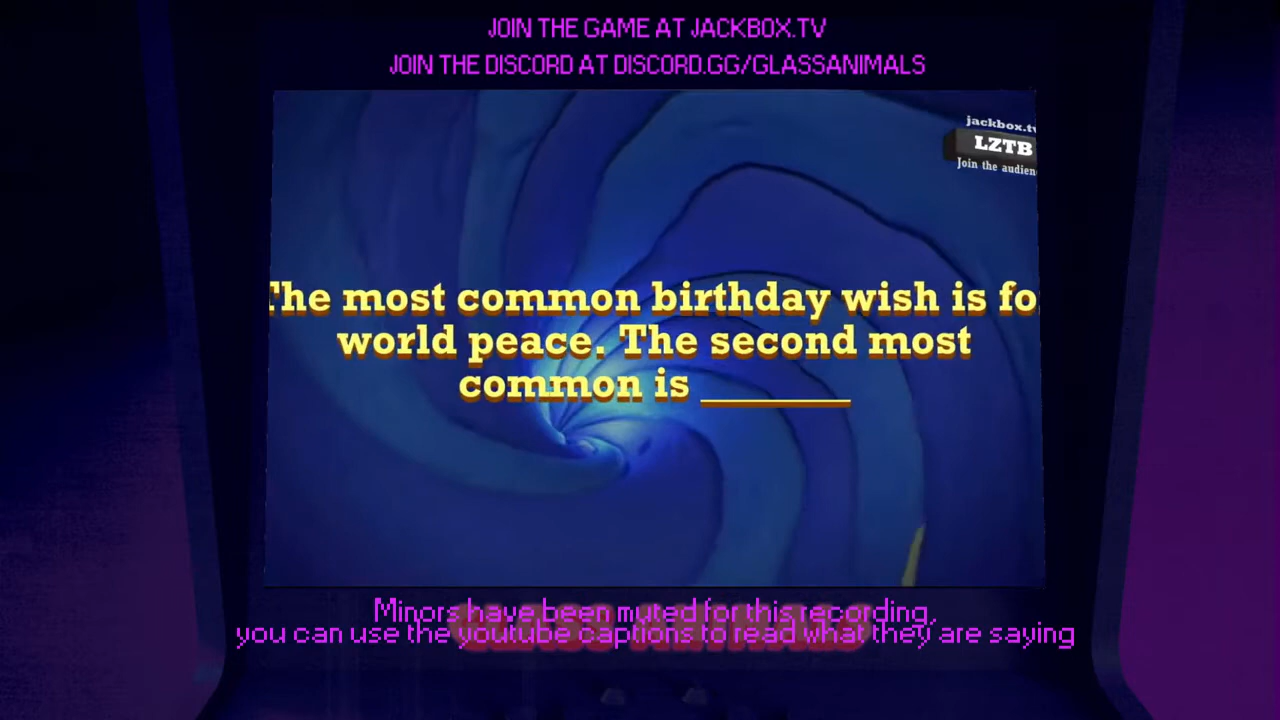 JOIN THE GAME AT JACKBOX.TV
JOIN THE DISCORD AT DISCORD.GG/GLASSANIMALS
jackbox.tv
LZTB
Join the audien
The most common birthday wish is fo
world peace. The second most
common is ________
Minors have been muted for this recording,
you can use the youtube captions to read what they are saying